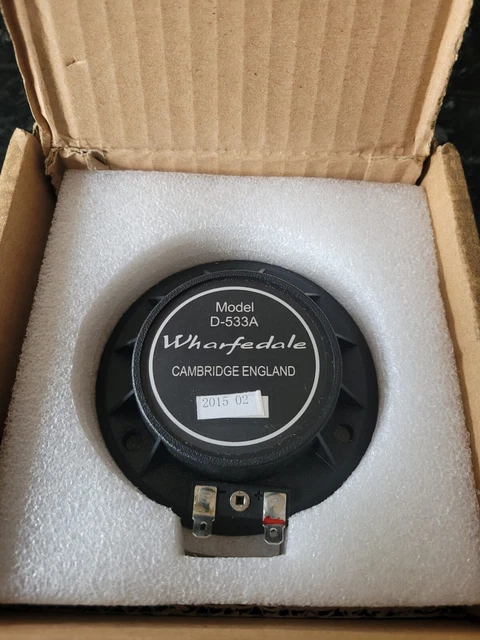 Model
D-533A
Wharfedale
CAMBRIDGE ENGLAND
2015 02
- +